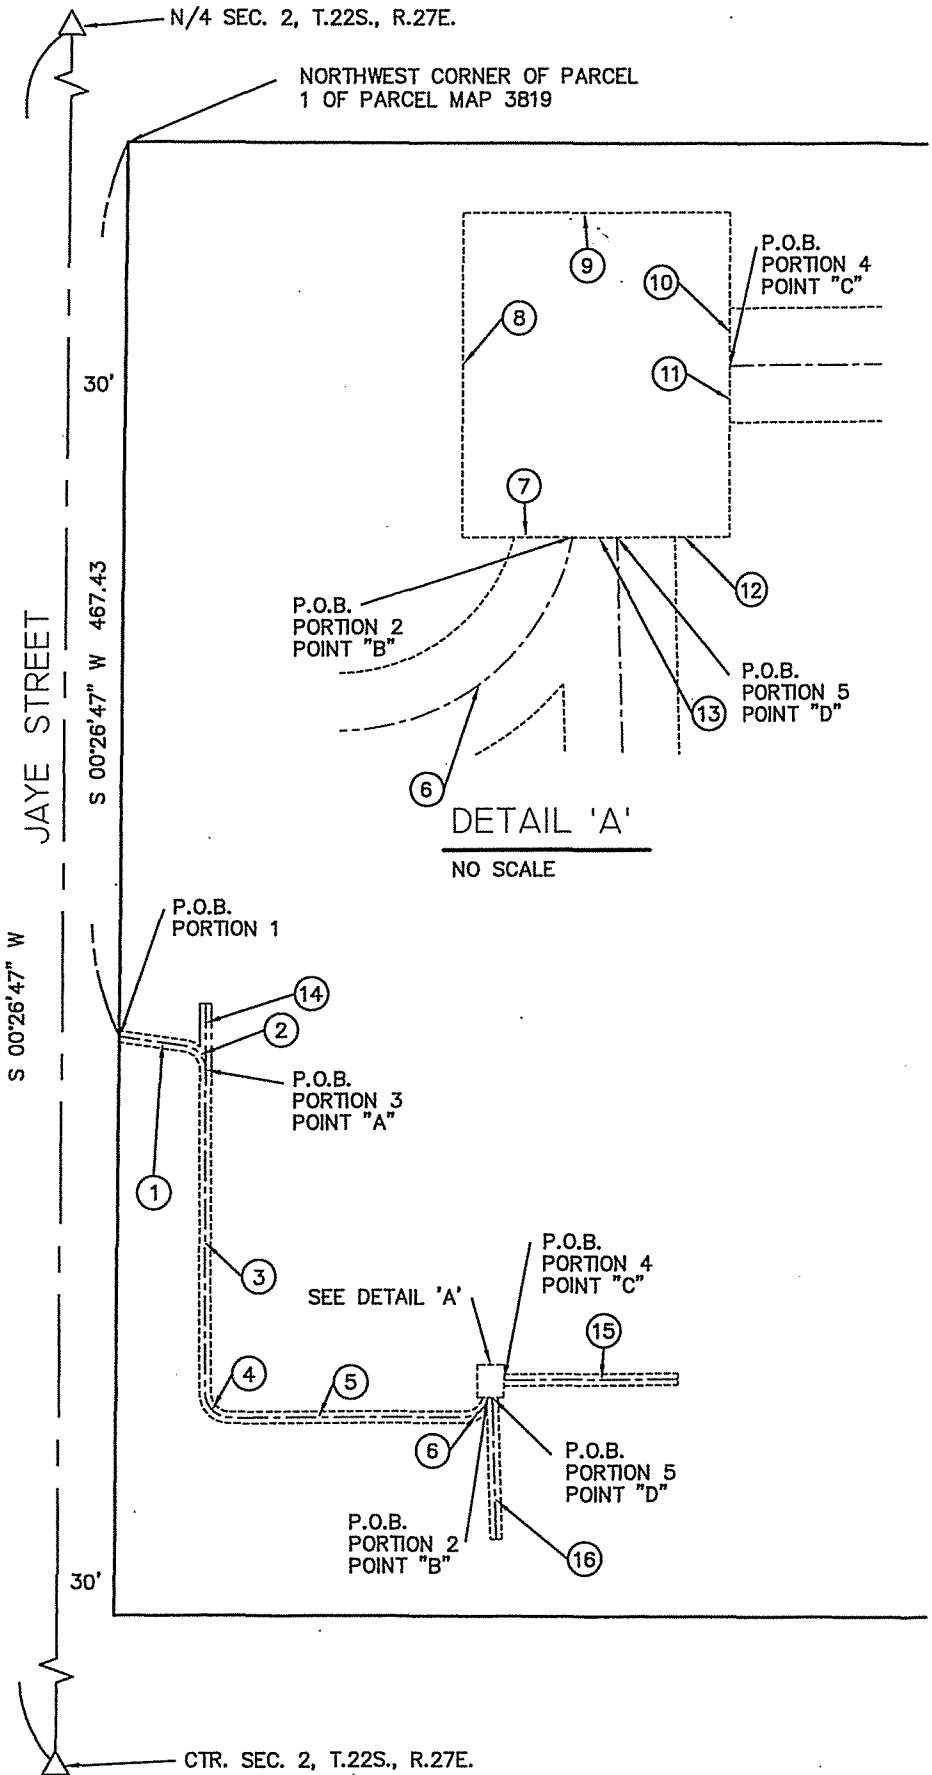 N/4 SEC. 2, T.22S., R.27E.
NORTHWEST CORNER OF PARCEL
1 OF PARCEL MAP 3819
9
10
P.O.B.
PORTION 4
POINT "C"
8
30'
11
7
12
P.O.B.
PORTION 2
POINT "B"
P.O.B.
PORTION 5
POINT "D"
13
6
JAYE STREET
S 00°26'47" W 467.43
DETAIL 'A'
NO SCALE
P.O.B.
PORTION 1
S 00°26'47" W
14
2
P.O.B.
PORTION 3
POINT "A"
1
3
P.O.B.
PORTION 4
POINT "C"
SEE DETAIL 'A'
15
4
5
6
P.O.B.
PORTION 5
POINT "D"
P.O.B.
PORTION 2
POINT "B"
16
30'
CTR. SEC. 2, T.22S., R.27E.